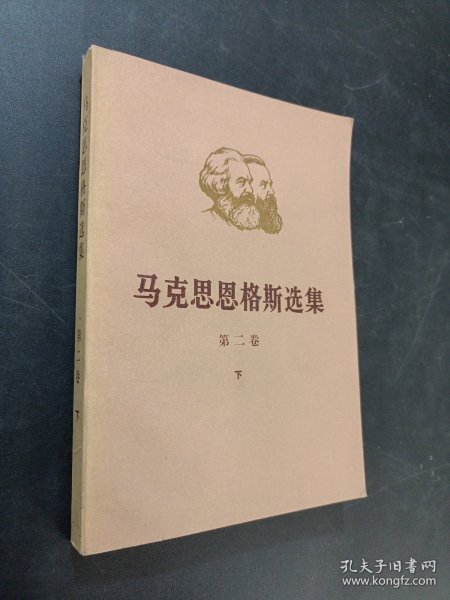 马克思恩格斯选集
第二卷
下
马克思恩格斯选集
第二卷
下
孔夫子旧书网
www.kongfz.com